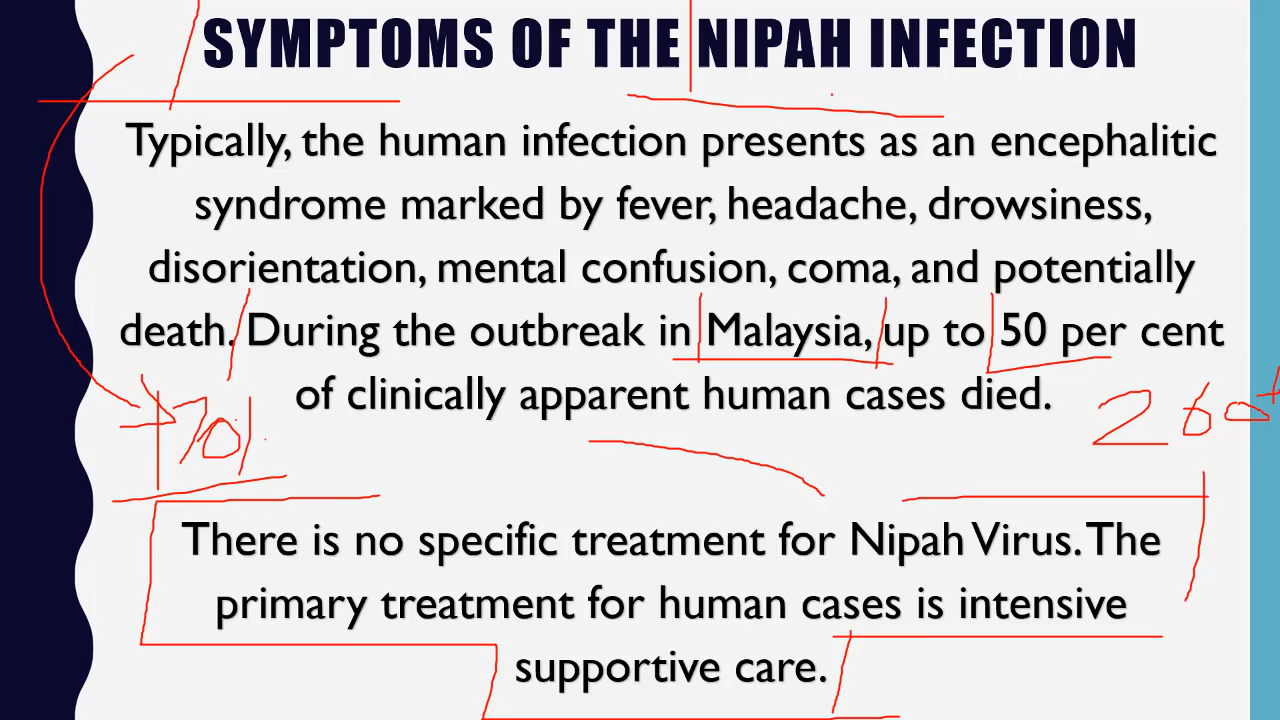 SYMPTOMS OF THE NIPAH INFECTION
Typically, the human infection presents as an encephalitic
syndrome marked by fever, headache, drowsiness,
disorientation, mental confusion, coma, and potentially
death. During the outbreak in Malaysia, up to 50 per cent
of clinically apparent human cases died.
260+
There is no specific treatment for Nipah Virus. The
primary treatment for human cases is intensive
supportive care.